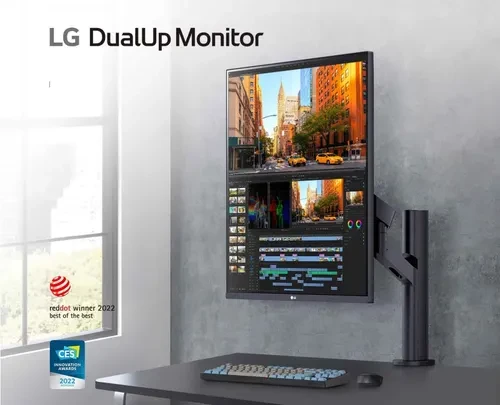 LG DualUp Monitor
reddot winner 2022
best of the best
CES
INNOVATION
AWARDS
2022
LG